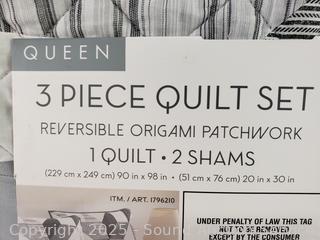 QUEEN
3 PIECE QUILT SET
REVERSIBLE ORIGAMI PATCHWORK
1 QUILT • 2 SHAMS
(229 cm x 249 cm) 90 in x 98 in • (51 cm x 76 cm) 20 in x 30 in
ITM. / ART. 1796210
UNDER PENALTY OF LAW THIS TAG
NOT TO BE REMOVED
EXCEPT BY THE CONSUMER
Copyright 2025 -